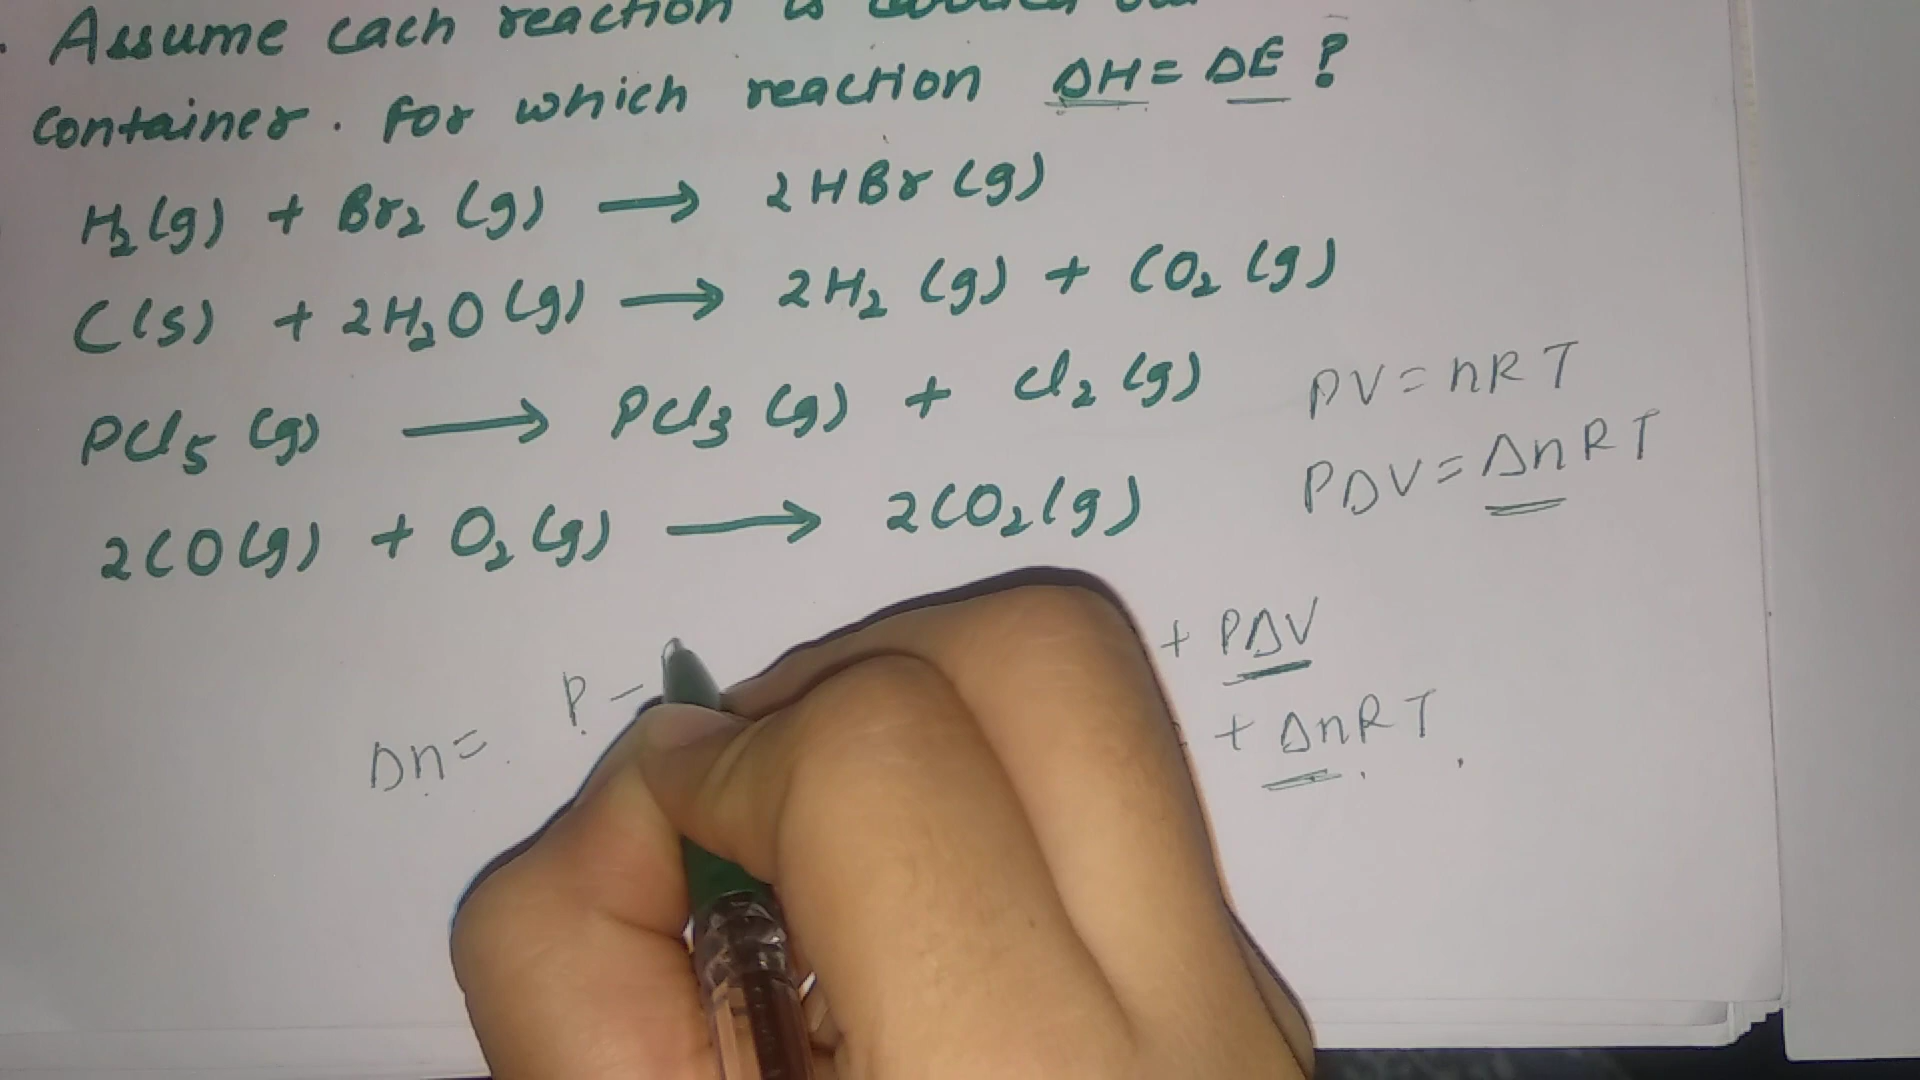 Assume each reaction is
container. For which reaction ΔH = ΔE ?
H₂(g) + Br₂ (g) → 2HBr (g)
C(s) + 2H₂O (g) → 2H₂ (g) + CO₂ (g)
PCl₅ (g) → PCl₃ (g) + Cl₂ (g)
2CO(g) + O₂ (g) → 2CO₂(g)
PV = nRT
PΔV = ΔnRT
+ PΔV
+ ΔnRT
Δn = P –